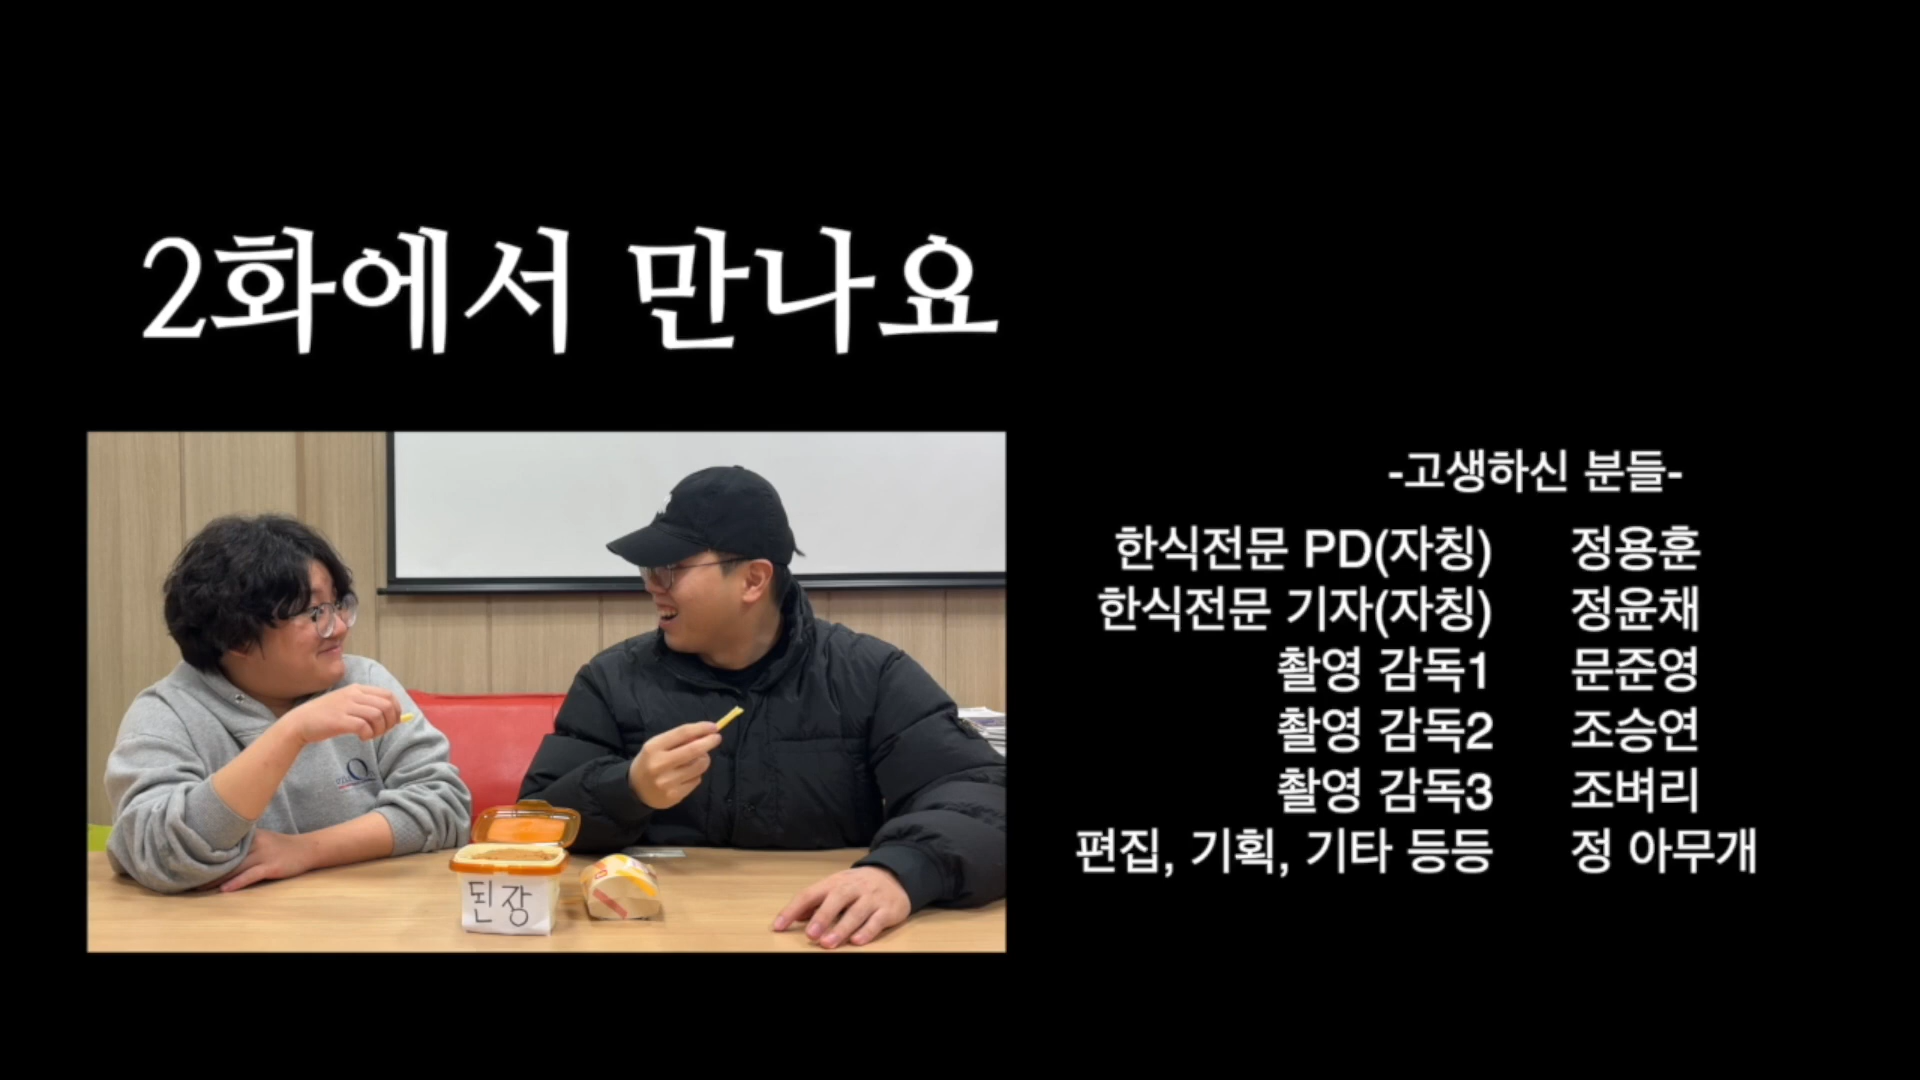 2화에서 만나요
-고생하신 분들-
한식전문 PD(자칭) 정용훈
한식전문 기자(자칭) 정윤채
촬영 감독1 문준영
촬영 감독2 조승연
촬영 감독3 조벼리
편집, 기획, 기타 등등 정 아무개
된장